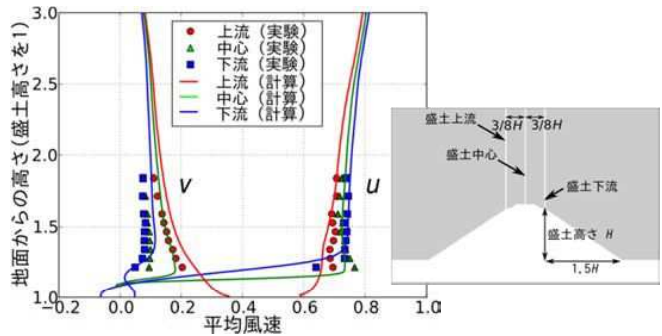 地面からの高さ(盛土高さを1)
3.0
2.5
2.0
1.5
1.0
上流 (実験)
中心 (実験)
下流 (実験)
上流 (計算)
中心 (計算)
下流 (計算)
v
u
−0.2
0.0
0.2
0.4
0.6
0.8
1.0
平均風速
3/8H
3/8H
盛土上流
盛土中心
盛土下流
盛土高さ H
1.5H